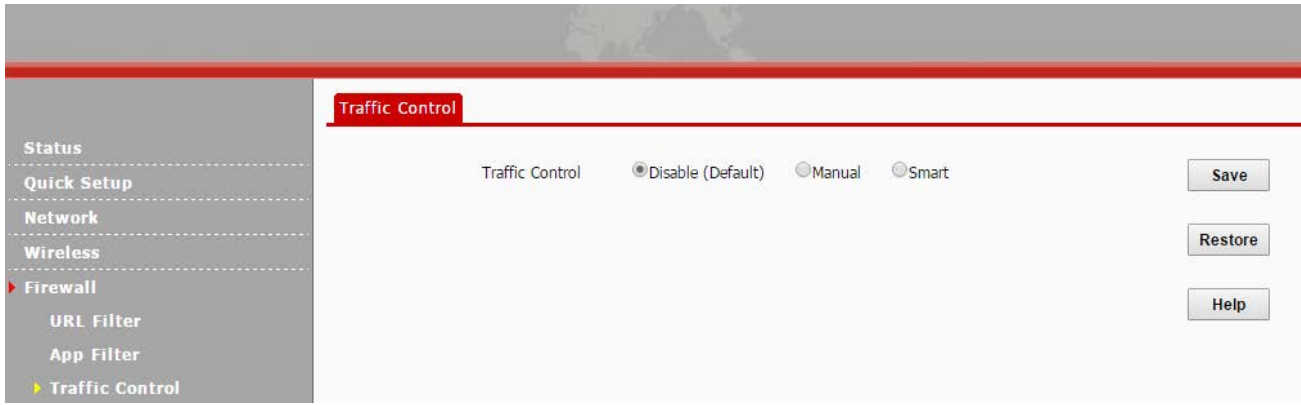 Traffic Control
Status
Quick Setup
Network
Wireless
Firewall
URL Filter
App Filter
Traffic Control
Traffic Control Disable (Default) Manual Smart
Save
Restore
Help